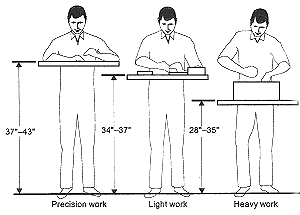 37"–43"
34"–37"
28"–35"
Precision work
Light work
Heavy work